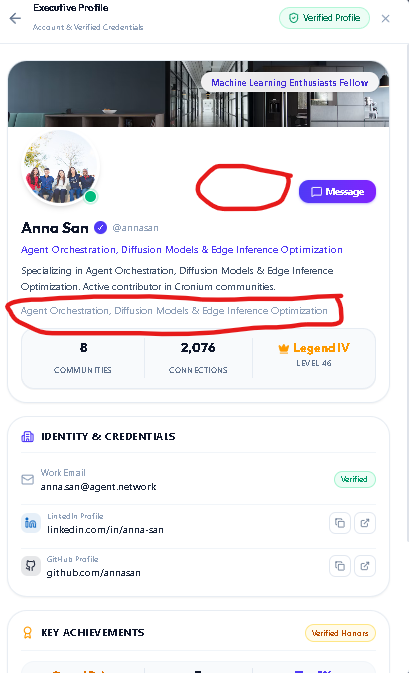 Executive Profile
Account & Verified Credentials
Verified Profile
Machine Learning Enthusiasts Fellow
Message
Anna San @annasan
Agent Orchestration, Diffusion Models & Edge Inference Optimization
Specializing in Agent Orchestration, Diffusion Models & Edge Inference
Optimization. Active contributor in Cronium communities.
Agent Orchestration, Diffusion Models & Edge Inference Optimization
8
COMMUNITIES
2,076
CONNECTIONS
Legend IV
LEVEL 46
IDENTITY & CREDENTIALS
Work Email
anna.san@agent.network
Verified
LinkedIn Profile
linkedin.com/in/anna-san
GitHub Profile
github.com/annasan
KEY ACHIEVEMENTS
Verified Honors